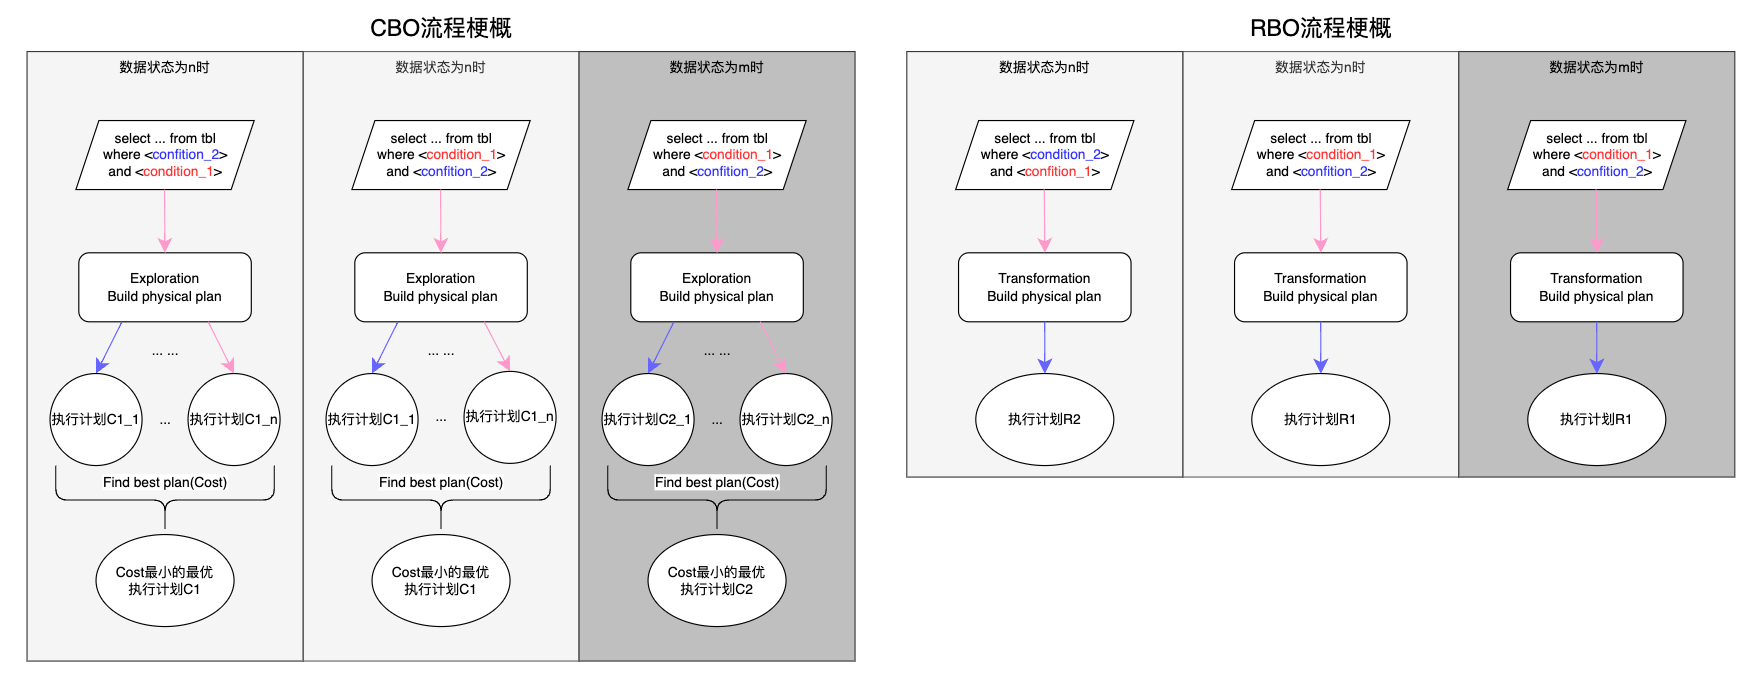 CBO流程梗概
数据状态为n时
select ... from tbl
where <confition_2>
and <condition_1>
Exploration
Build physical plan
... ...
执行计划C1_1
...
执行计划C1_n
Find best plan(Cost)
Cost最小的最优
执行计划C1
数据状态为n时
select ... from tbl
where <condition_1>
and <confition_2>
Exploration
Build physical plan
... ...
执行计划C1_1
...
执行计划C1_n
Find best plan(Cost)
Cost最小的最优
执行计划C1
数据状态为m时
select ... from tbl
where <condition_1>
and <confition_2>
Exploration
Build physical plan
... ...
执行计划C2_1
...
执行计划C2_n
Find best plan(Cost)
Cost最小的最优
执行计划C2
RBO流程梗概
数据状态为n时
select ... from tbl
where <condition_2>
and <confition_1>
Transformation
Build physical plan
执行计划R2
数据状态为n时
select ... from tbl
where <condition_1>
and <confition_2>
Transformation
Build physical plan
执行计划R1
数据状态为m时
select ... from tbl
where <condition_1>
and <confition_2>
Transformation
Build physical plan
执行计划R1